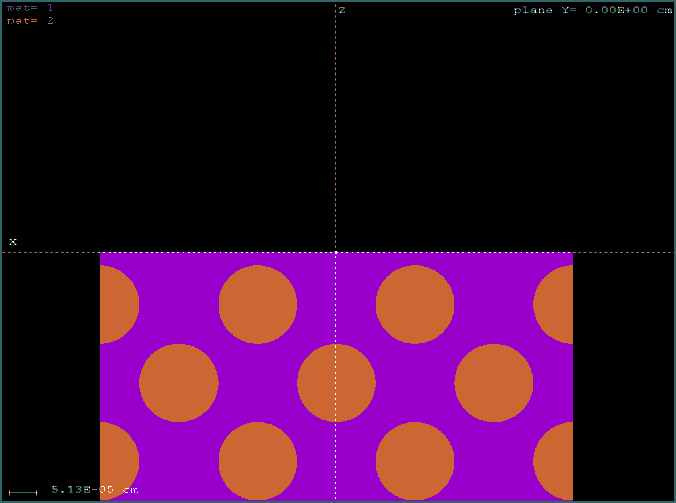 mat= 1
mat= 2
Z
plane Y= 0.00E+00 cm
X
5.13E-05 cm